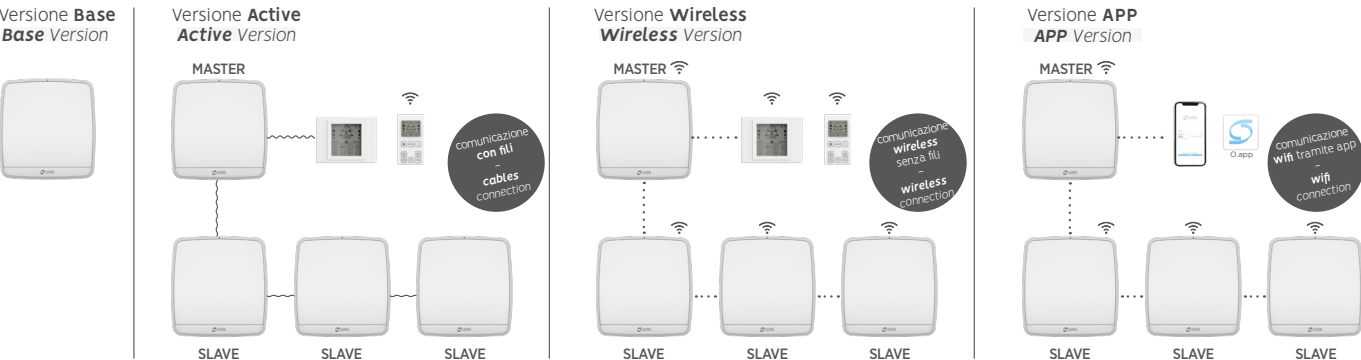 Versione Base
Base Version
Versione Active
Active Version
MASTER
comunicazione
con fili
–
cables
connection
SLAVE
SLAVE
SLAVE
Versione Wireless
Wireless Version
MASTER
comunicazione
wireless
senza fili
–
wireless
connection
SLAVE
SLAVE
SLAVE
Versione APP
APP Version
MASTER
O.app
comunicazione
wifi tramite app
–
wifi
connection
SLAVE
SLAVE
SLAVE